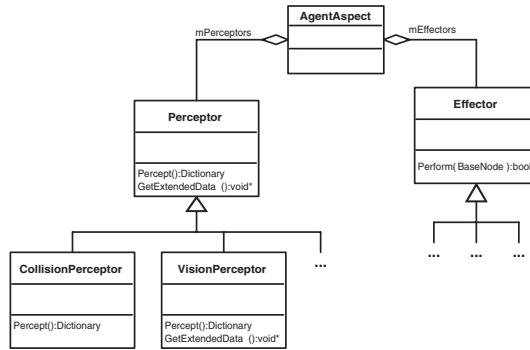 AgentAspect
mPerceptors
mEffectors
Perceptor
Percept():Dictionary
GetExtendedData ():void*
Effector
Perform( BaseNode ):bool
CollisionPerceptor
Percept():Dictionary
VisionPerceptor
Percept():Dictionary
GetExtendedData ():void*
...
...
...
...